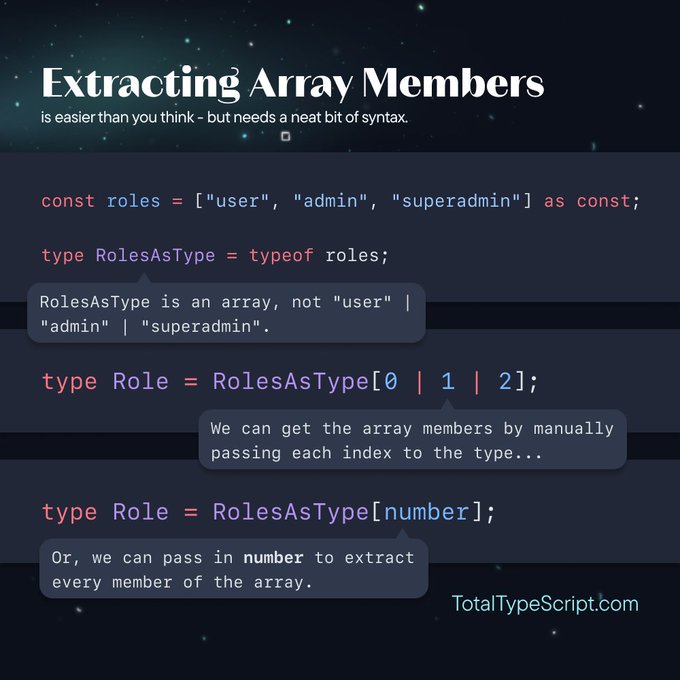 Extracting Array Members
is easier than you think - but needs a neat bit of syntax.
const roles = ["user", "admin", "superadmin"] as const;
type RolesAsType = typeof roles;
RolesAsType is an array, not "user" |
"admin" | "superadmin".
type Role = RolesAsType[0 | 1 | 2];
We can get the array members by manually
passing each index to the type...
type Role = RolesAsType[number];
Or, we can pass in number to extract
every member of the array.
TotalTypeScript.com